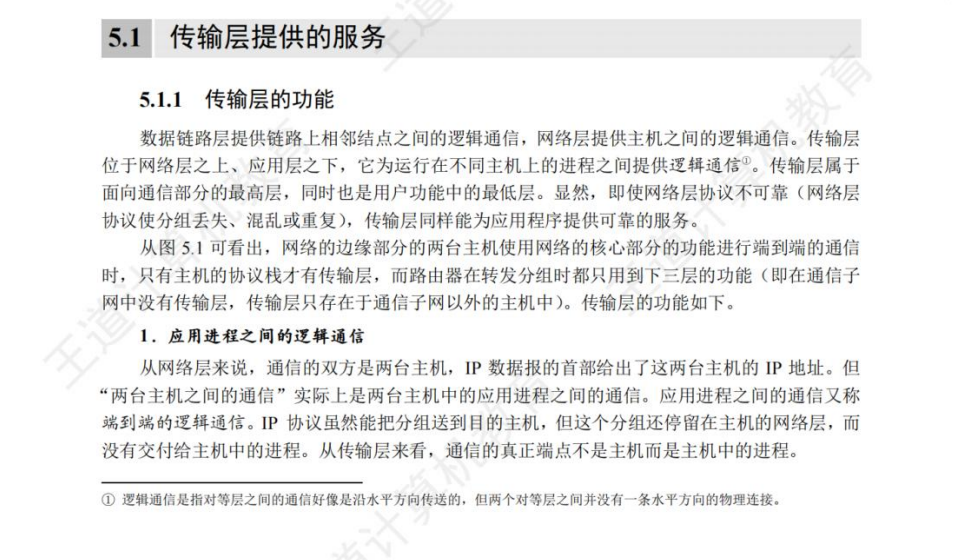 5.1 传输层提供的服务
5.1.1 传输层的功能
数据链路层提供链路上相邻结点之间的逻辑通信，网络层提供主机之间的逻辑通信。传输层
位于网络层之上、应用层之下，它为运行在不同主机上的进程之间提供逻辑通信①。传输层属于
面向通信部分的最高层，同时也是用户功能中的最低层。显然，即使网络层协议不可靠（网络层
协议使分组丢失、混乱或重复），传输层同样能为应用程序提供可靠的服务。
从图 5.1 可看出，网络的边缘部分的两台主机使用网络的核心部分的功能进行端到端的通信
时，只有主机的协议栈才有传输层，而路由器在转发分组时都只用到下三层的功能（即在通信子
网中没有传输层，传输层只存在于通信子网以外的主机中）。传输层的功能如下。
1．应用进程之间的逻辑通信
从网络层来说，通信的双方是两台主机，IP 数据报的首部给出了这两台主机的 IP 地址。但
“两台主机之间的通信”实际上是两台主机中的应用进程之间的通信。应用进程之间的通信又称
端到端的逻辑通信。IP 协议虽然能把分组送到目的主机，但这个分组还停留在主机的网络层，而
没有交付给主机中的进程。从传输层来看，通信的真正端点不是主机而是主机中的进程。
① 逻辑通信是指对等层之间的通信好像是沿水平方向传送的，但两个对等层之间并没有一条水平方向的物理连接。
王道计算机教育
王道计算机教育
道计算机教育
王道